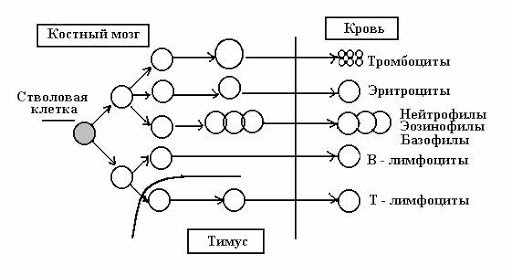 Костный мозг
Кровь
Стволовая
клетка
Тромбоциты
Эритроциты
Нейтрофилы
Эозинофилы
Базофилы
В - лимфоциты
Т - лимфоциты
Тимус